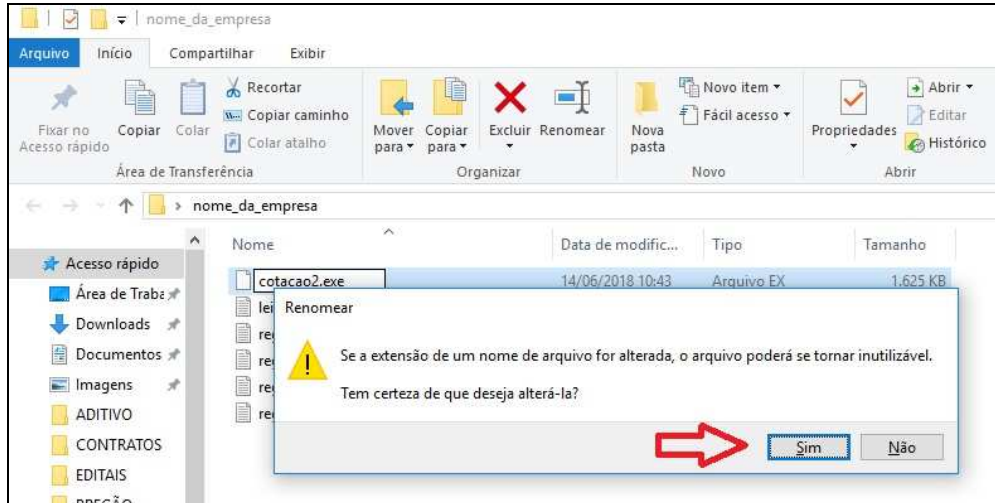 nome_da_empresa
Arquivo Início Compartilhar Exibir
Fixar no Acesso rápido
Copiar
Colar
Recortar
Copiar caminho
Colar atalho
Área de Transferência
Mover para
Copiar para
Excluir
Renomear
Organizar
Nova pasta
Novo item
Fácil acesso
Novo
Propriedades
Abrir
Editar
Histórico
Abrir
nome_da_empresa
Nome Data de modific... Tipo Tamanho
Acesso rápido
Área de Traba
Downloads
Documentos
Imagens
ADITIVO
CONTRATOS
EDITAIS
PREGÃO
cotacao2.exe 14/06/2018 10:43 Arquivo EX 1.625 KB
lei
Renomear
Se a extensão de um nome de arquivo for alterada, o arquivo poderá se tornar inutilizável.
Tem certeza de que deseja alterá-la?
Sim Não